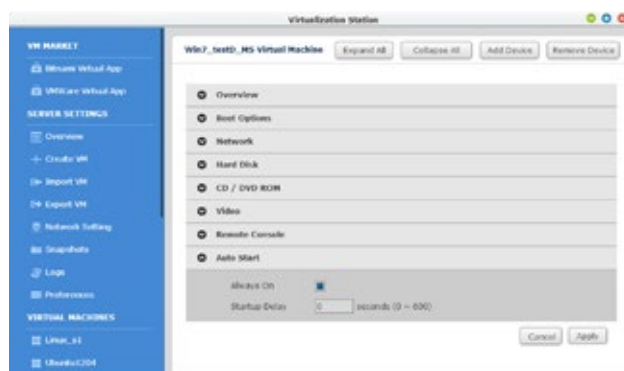 Virtualization Station
VM MARKET
Bitnami Virtual App
VMWare Virtual App
SERVER SETTINGS
Overview
Create VM
Import VM
Export VM
Network Setting
Snapshots
Logs
Preferences
VIRTUAL MACHINES
Linux_s1
Ubuntu1204
Win7_testD_MS Virtual Machine
Expand All
Collapse All
Add Device
Remove Device
Overview
Boot Options
Network
Hard Disk
CD / DVD ROM
Video
Remote Console
Auto Start
Always On
Startup Delay 0 seconds (0 ~ 600)
Cancel
Apply